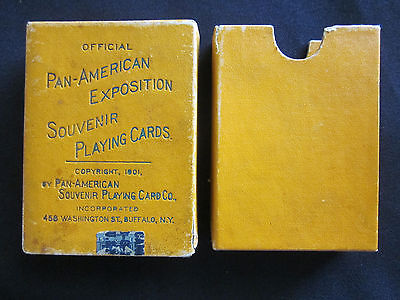 OFFICIAL
PAN-AMERICAN
EXPOSITION
SOUVENIR
PLAYING CARDS.
COPYRIGHT, 1901,
BY PAN-AMERICAN
SOUVENIR PLAYING CARD CO.,
INCORPORATED
458 WASHINGTON ST., BUFFALO, N.Y.